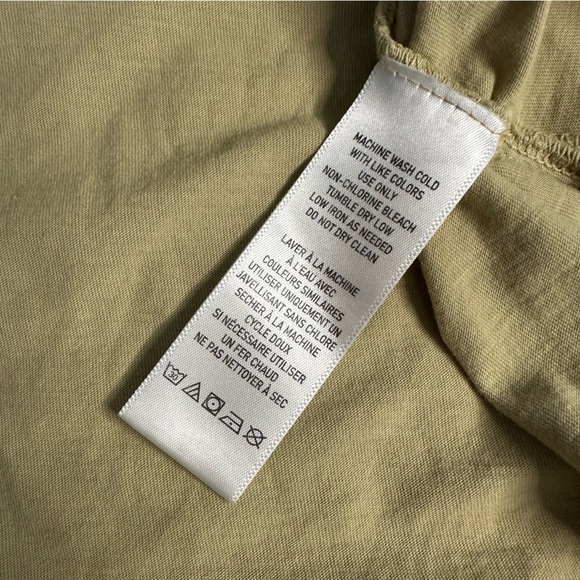 MACHINE WASH COLD
WITH LIKE COLORS
USE ONLY
NON-CHLORINE BLEACH
TUMBLE DRY LOW
LOW IRON AS NEEDED
DO NOT DRY CLEAN
LAVER À LA MACHINE
À L'EAU AVEC
COULEURS SIMILAIRES
UTILISER UNIQUEMENT UN
JAVELLISANT SANS CHLORE
SECHER À LA MACHINE
CYCLE DOUX
SI NÉCESSAIRE UTILISER
UN FER CHAUD
NE PAS NETTOYER À SEC
30